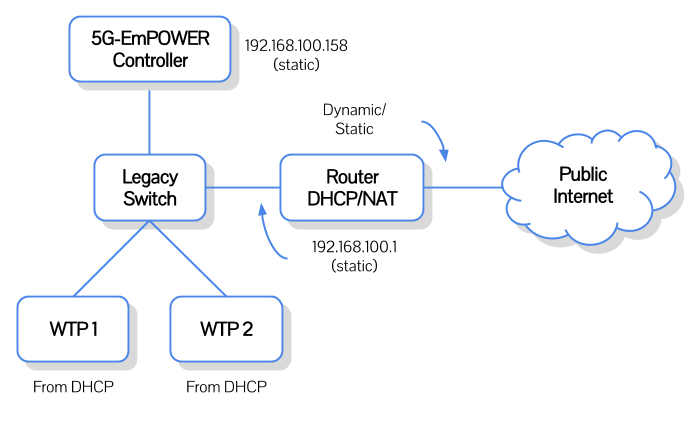 5G-EmPOWER
Controller
192.168.100.158
(static)
Dynamic/
Static
Legacy
Switch
Router
DHCP/NAT
Public
Internet
192.168.100.1
(static)
WTP 1
WTP 2
From DHCP
From DHCP